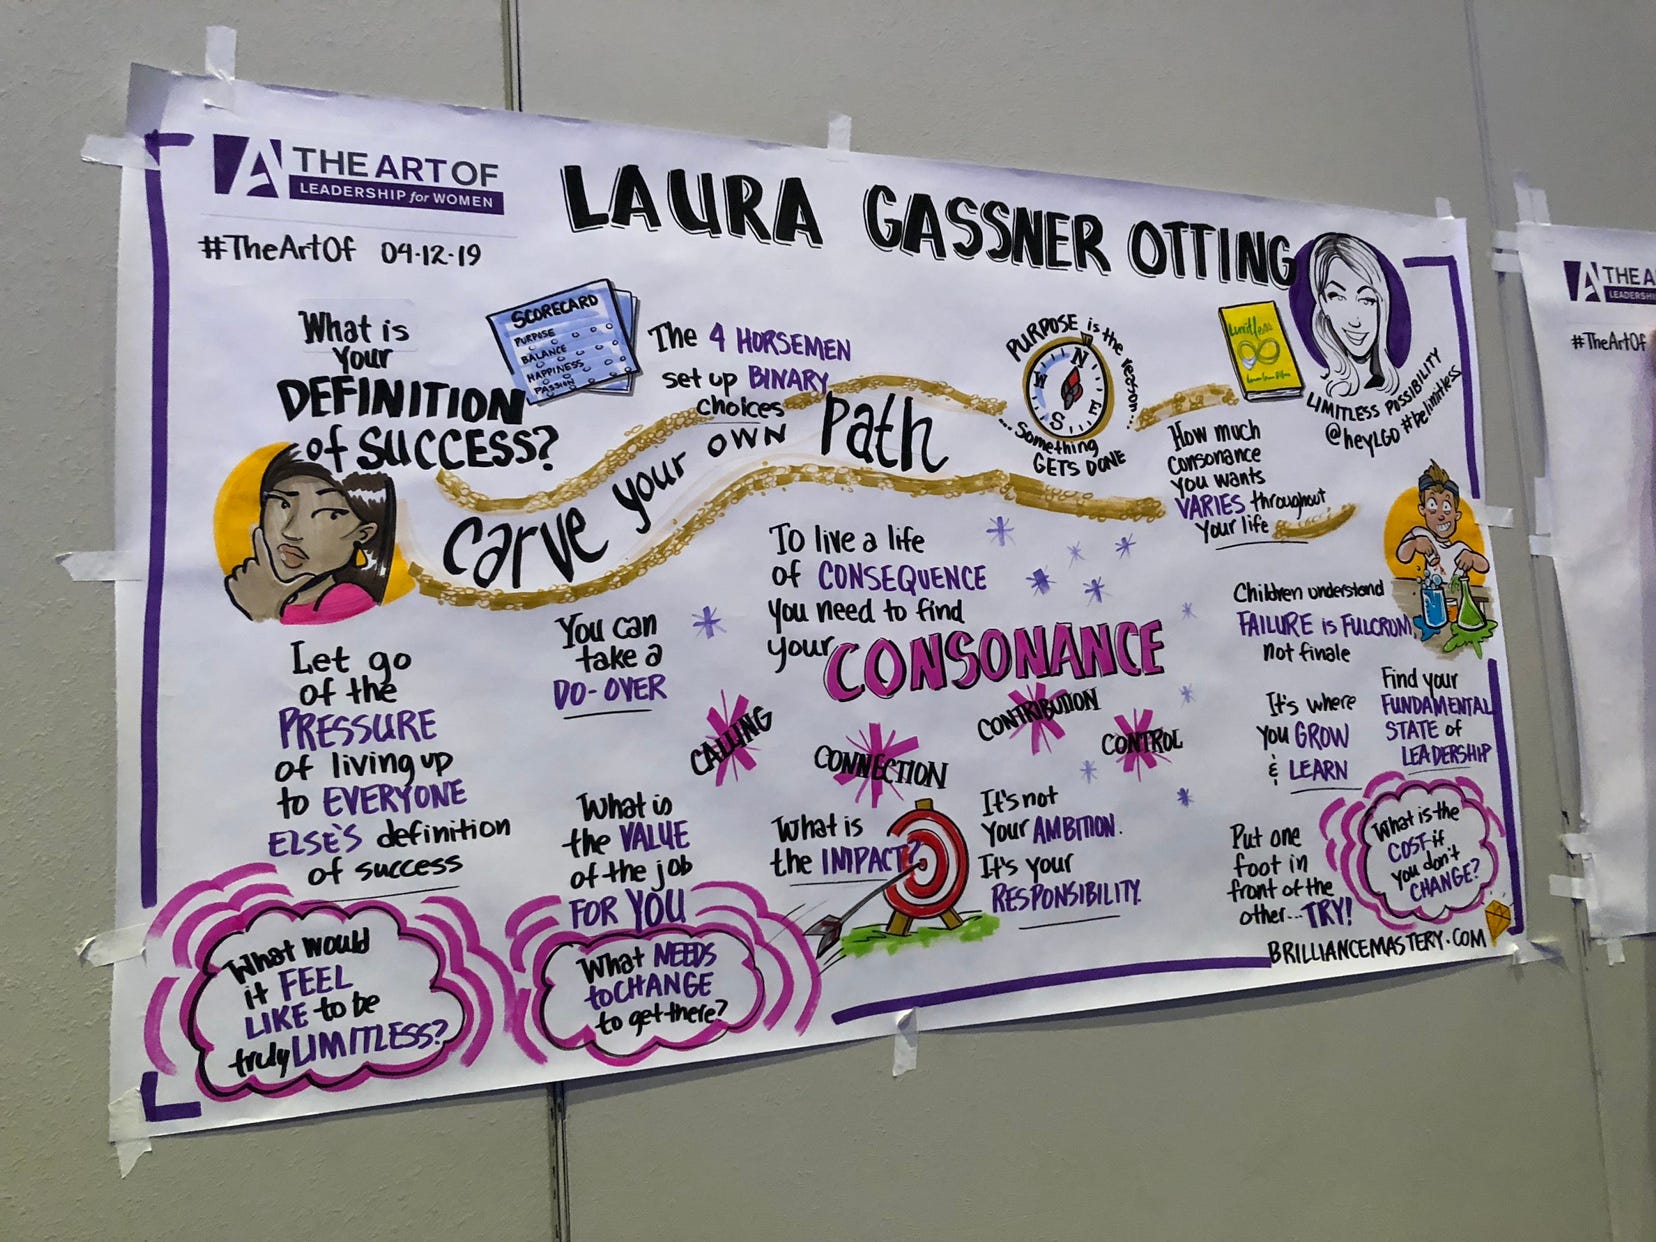 THE ART OF
LEADERSHIP for WOMEN
#TheArtOf 04-12-19
LAURA GASSNER OTTING
What is
your
DEFINITION
of SUCCESS?
SCORECARD
PURPOSE
BALANCE
HAPPINESS
PASSION
The 4 HORSEMEN
set up BINARY
choices
carve your own Path
PURPOSE is the reason...
N
E
S
W
...Something
GETS DONE
Limitless
LIMITLESS POSSIBILITY
@heyLGO #belimitless
How much
consonance
you wants
VARIES throughout
your life
Let go
of the
PRESSURE
of living up
to EVERYONE
ELSE'S definition
of success
You can
take a
DO-OVER
To live a life
of CONSEQUENCE
you need to find
your CONSONANCE
CALLING
CONNECTION
CONTRIBUTION
CONTROL
Children understand
FAILURE is FULCRUM
not finale
It's where
you GROW
& LEARN
Find your
FUNDAMENTAL
STATE of
LEADERSHIP
What is
the VALUE
of the job
FOR YOU
What is
the IMPACT?
It's not
your AMBITION.
It's your
RESPONSIBILITY.
Put one
foot in
front of the
other...TRY!
What is the
COST if
you don't
CHANGE?
What would
it FEEL
LIKE to be
truly LIMITLESS?
What NEEDS
to CHANGE
to get there?
BRILLIANCEMASTERY.COM
THE A
LEADERSHI
#TheArtOf